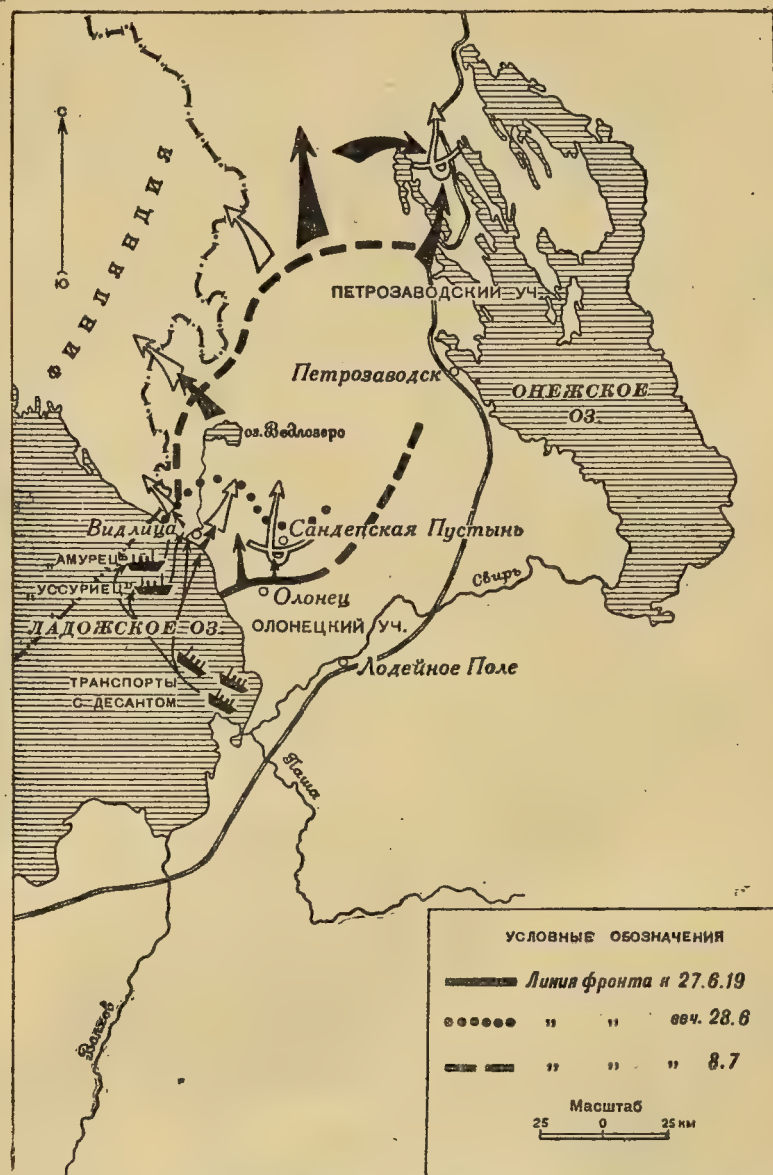 С
Ю
ФИНЛЯНДИЯ
ПЕТРОЗАВОДСКИЙ УЧ.
Петрозаводск
ОНЕЖСКОЕ
ОЗ.
оз. Ведлозеро
Видлица
Сандепская Пустынь
„АМУРЕЦ"
„УССУРИЕЦ"
Олонец
Свирь
ЛАДОЖСКОЕ ОЗ.
ОЛОНЕЦКИЙ УЧ.
Лодейное Поле
ТРАНСПОРТЫ
С ДЕСАНТОМ
Паша
Волхов
УСЛОВНЫЕ ОБОЗНАЧЕНИЯ
Линия фронта к 27.6.19
„ „ веч. 28.6
„ „ „ 8.7
Масштаб
25 0 25 км